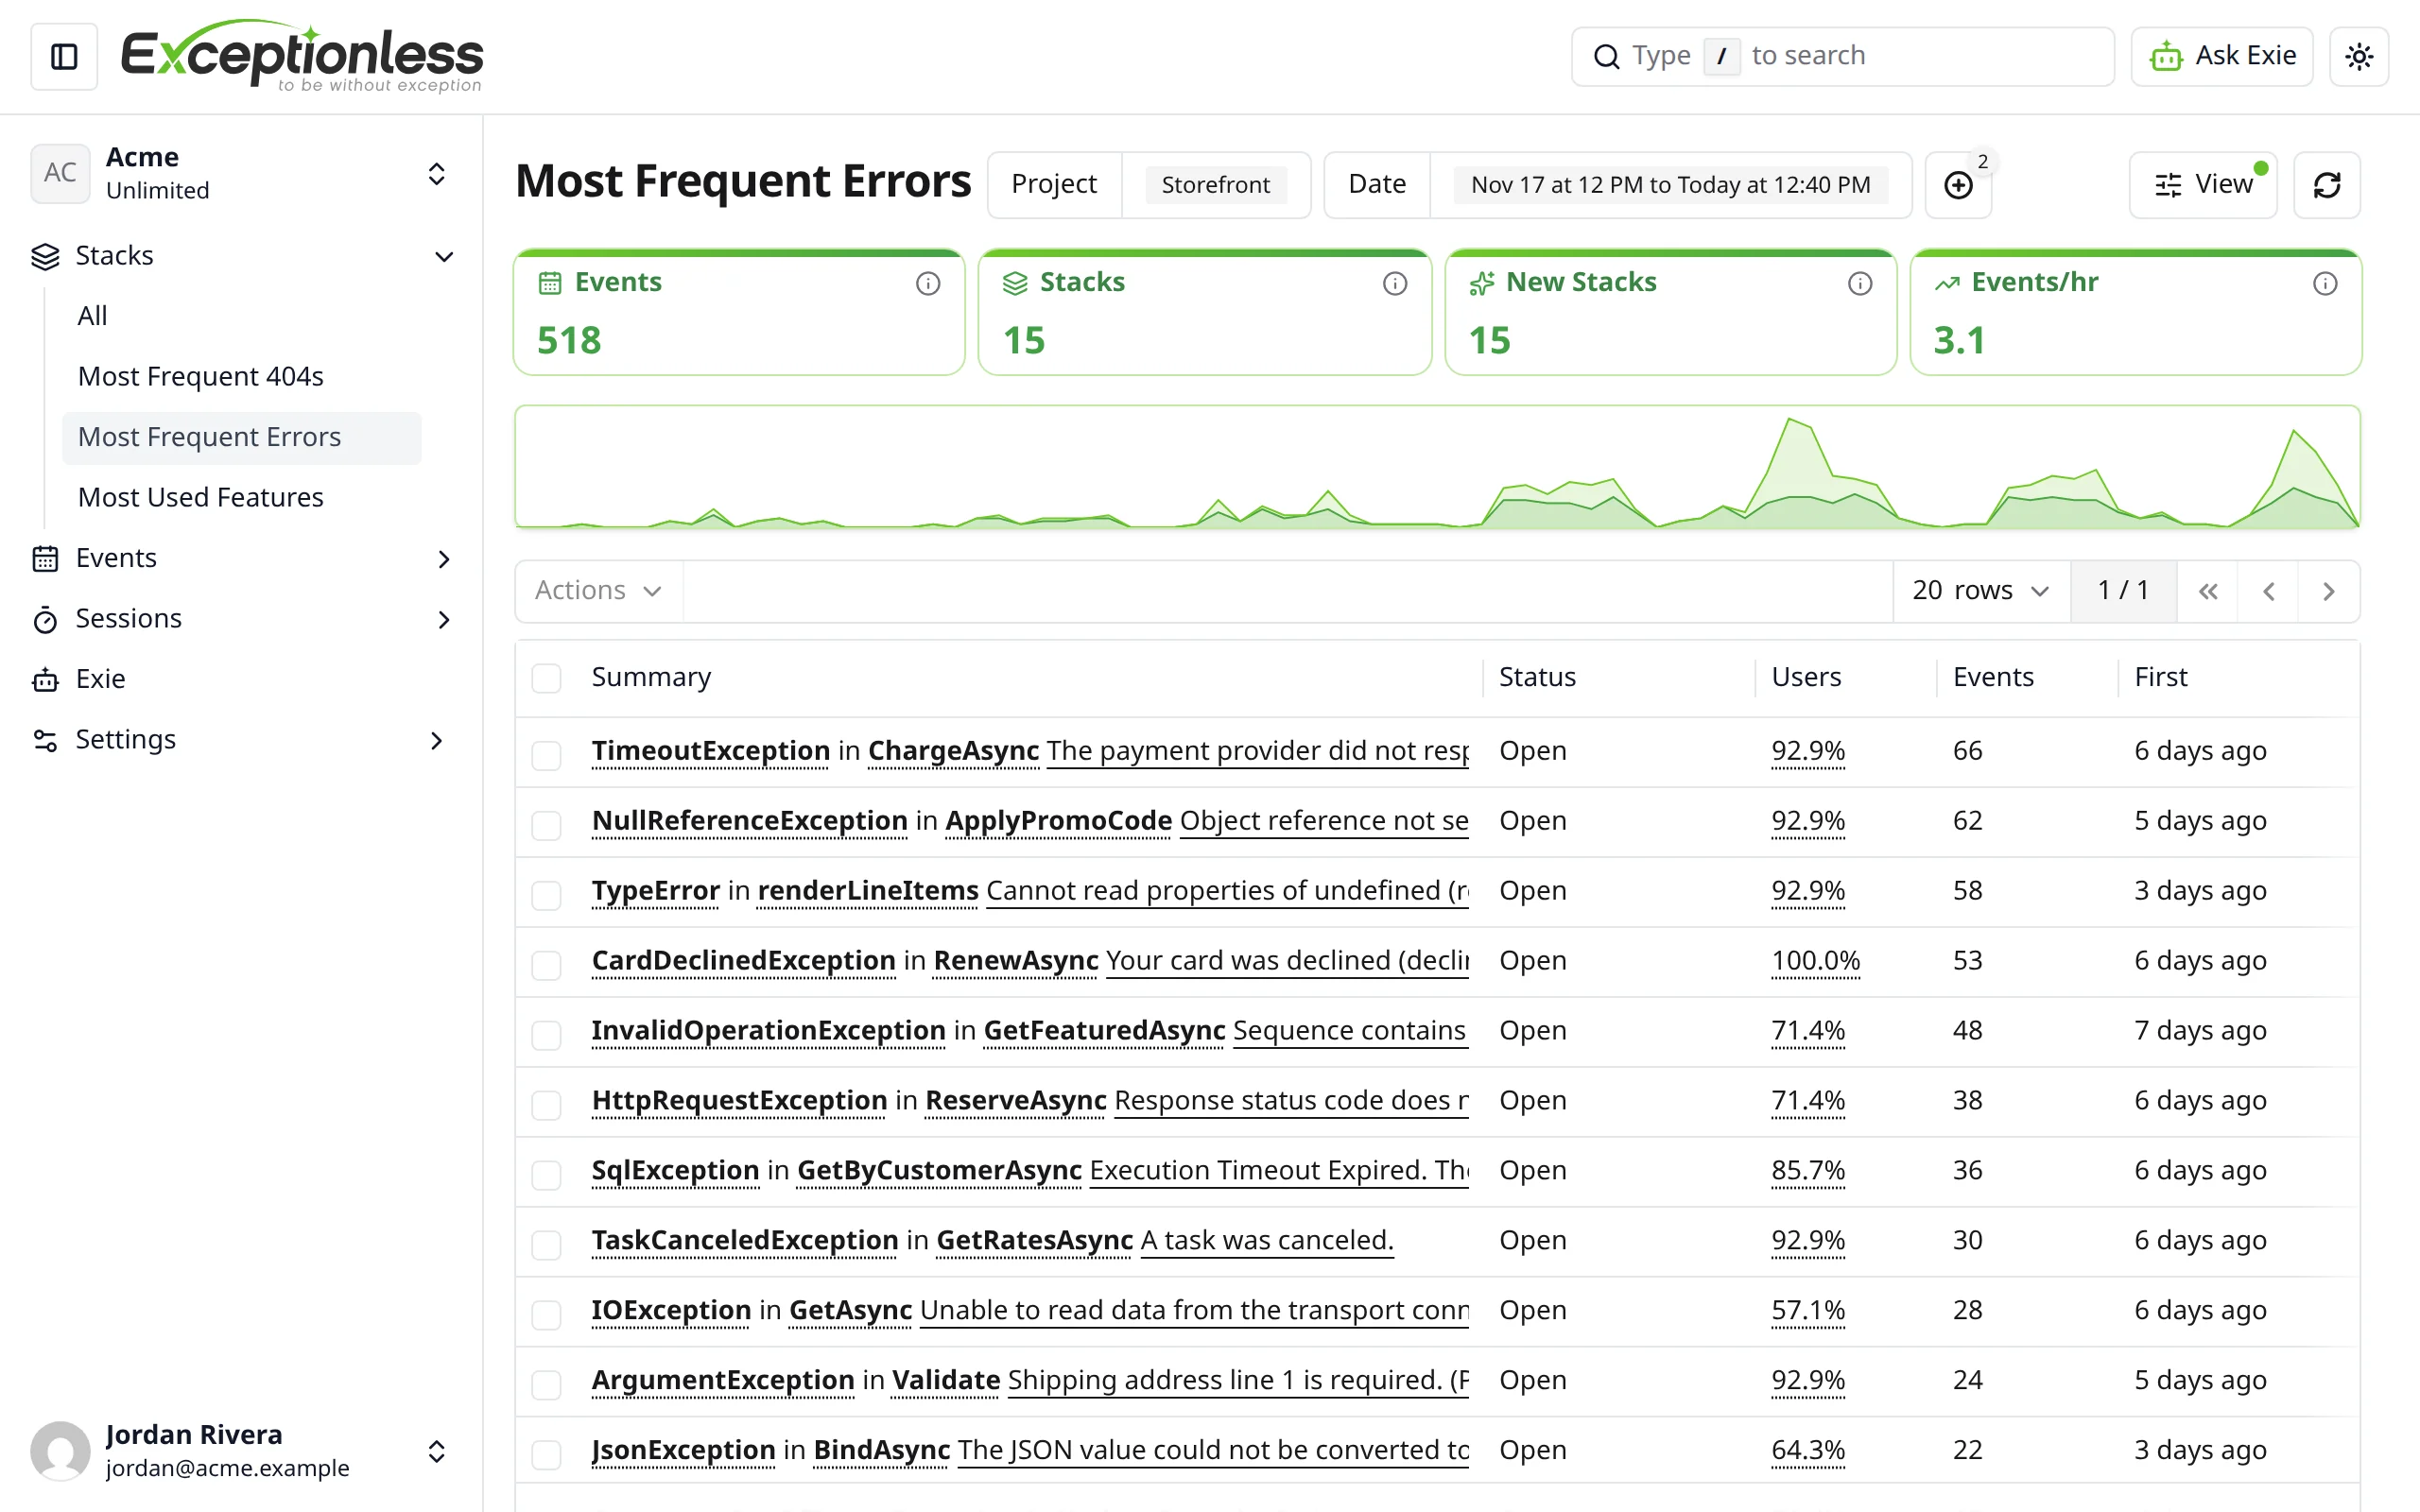 Exceptionless
to be without exception
Type / to search
Ask Exie
AC
Acme
Unlimited
Stacks
All
Most Frequent 404s
Most Frequent Errors
Most Used Features
Events
Sessions
Exie
Settings
Jordan Rivera
jordan@acme.example
Most Frequent Errors
Project Storefront
Date Nov 17 at 12 PM to Today at 12:40 PM
2
View
Events
518
Stacks
15
New Stacks
15
Events/hr
3.1
Actions
20 rows
1 / 1
Summary Status Users Events First
TimeoutException in ChargeAsync The payment provider did not resp Open 92.9% 66 6 days ago
NullReferenceException in ApplyPromoCode Object reference not se Open 92.9% 62 5 days ago
TypeError in renderLineItems Cannot read properties of undefined (r Open 92.9% 58 3 days ago
CardDeclinedException in RenewAsync Your card was declined (declin Open 100.0% 53 6 days ago
InvalidOperationException in GetFeaturedAsync Sequence contains Open 71.4% 48 7 days ago
HttpRequestException in ReserveAsync Response status code does Open 71.4% 38 6 days ago
SqlException in GetByCustomerAsync Execution Timeout Expired. The Open 85.7% 36 6 days ago
TaskCanceledException in GetRatesAsync A task was canceled. Open 92.9% 30 6 days ago
IOException in GetAsync Unable to read data from the transport conn Open 57.1% 28 6 days ago
ArgumentException in Validate Shipping address line 1 is required. (P Open 92.9% 24 5 days ago
JsonException in BindAsync The JSON value could not be converted to Open 64.3% 22 3 days ago